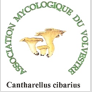 ASSOCIATION MYCOLOGIQUE DU VOLVESTRE
Cantharellus cibarius